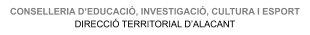 CONSELLERIA D'EDUCACIÓ, INVESTIGACIÓ, CULTURA I ESPORT
DIRECCIÓ TERRITORIAL D'ALACANT